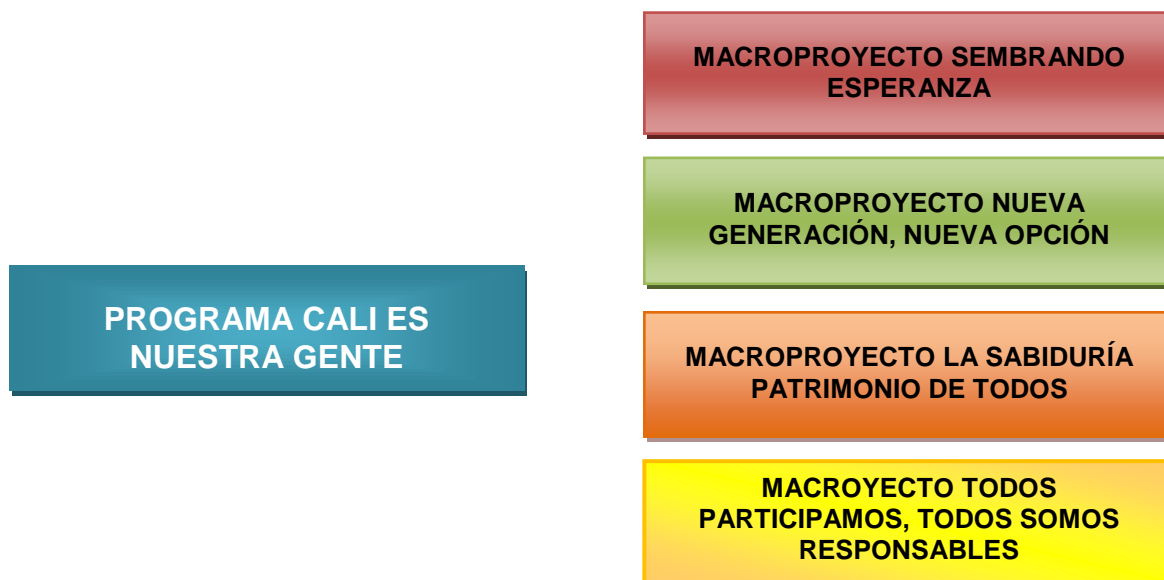 PROGRAMA CALI ES
NUESTRA GENTE
MACROPROYECTO SEMBRANDO
ESPERANZA
MACROPROYECTO NUEVA
GENERACIÓN, NUEVA OPCIÓN
MACROPROYECTO LA SABIDURÍA
PATRIMONIO DE TODOS
MACROYECTO TODOS
PARTICIPAMOS, TODOS SOMOS
RESPONSABLES